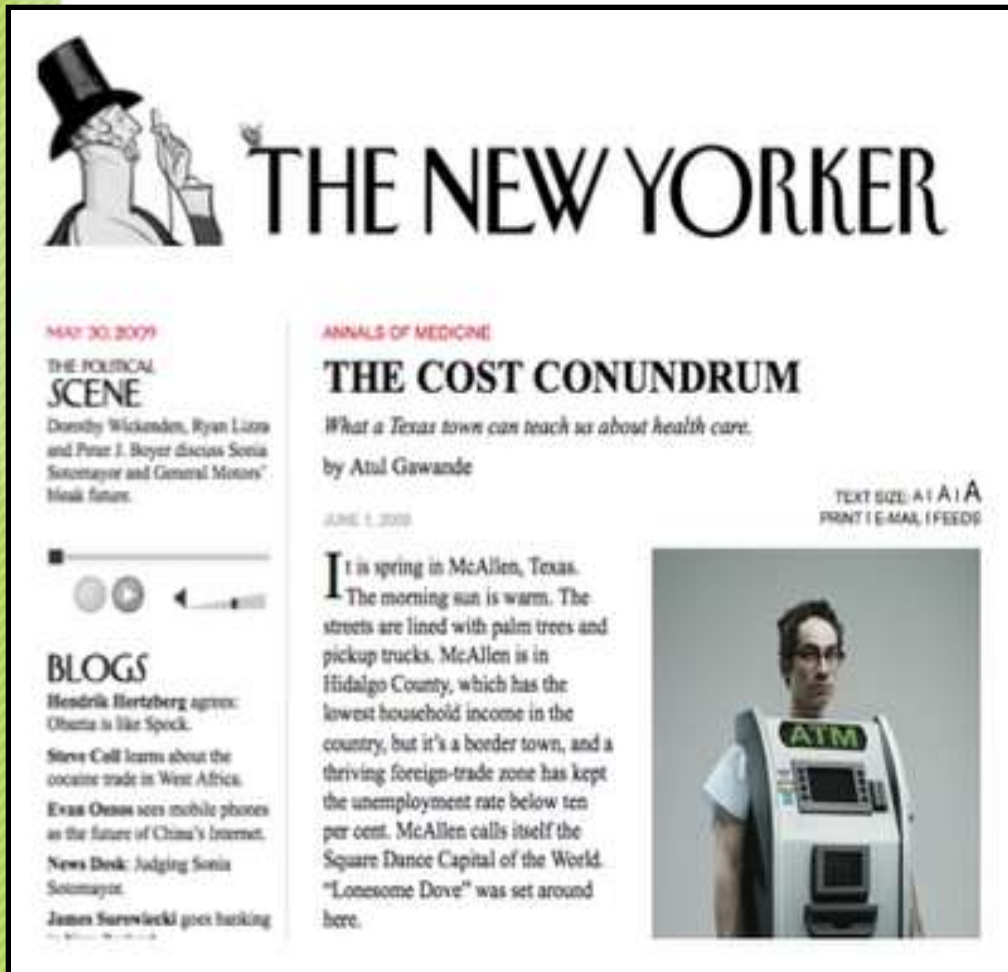 THE NEW YORKER
MAY 30, 2009
THE POLITICAL
SCENE
Dorothy Wickenden, Ryan Lizza
and Peter J. Boyer discuss Sonia
Sotomayor and General Motors'
bleak future.
BLOGS
Hendrik Hertzberg agrees:
Obama is like Spock.
Steve Coll learns about the
cocaine trade in West Africa.
Evan Osnos sees mobile phones
as the future of China's Internet.
News Desk: Judging Sonia
Sotomayor.
James Surowiecki goes banking
ANNALS OF MEDICINE
THE COST CONUNDRUM
What a Texas town can teach us about health care.
by Atul Gawande
JUNE 1, 2009
TEXT SIZE: A | A | A
PRINT | E-MAIL | FEEDS
It is spring in McAllen, Texas.
The morning sun is warm. The
streets are lined with palm trees and
pickup trucks. McAllen is in
Hidalgo County, which has the
lowest household income in the
country, but it's a border town, and a
thriving foreign-trade zone has kept
the unemployment rate below ten
per cent. McAllen calls itself the
Square Dance Capital of the World.
"Lonesome Dove" was set around
here.
ATM